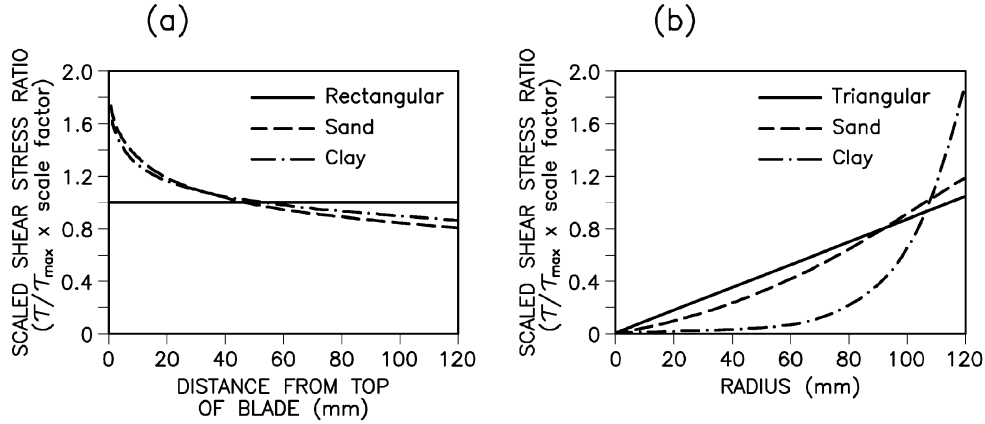 (a)
SCALED SHEAR STRESS RATIO
(τ/τmax x scale factor)
2.0
1.6
1.2
0.8
0.4
0
Rectangular
Sand
Clay
0 20 40 60 80 100 120
DISTANCE FROM TOP
OF BLADE (mm)
(b)
SCALED SHEAR STRESS RATIO
(τ/τmax x scale factor)
2.0
1.6
1.2
0.8
0.4
0
Triangular
Sand
Clay
0 20 40 60 80 100 120
RADIUS (mm)